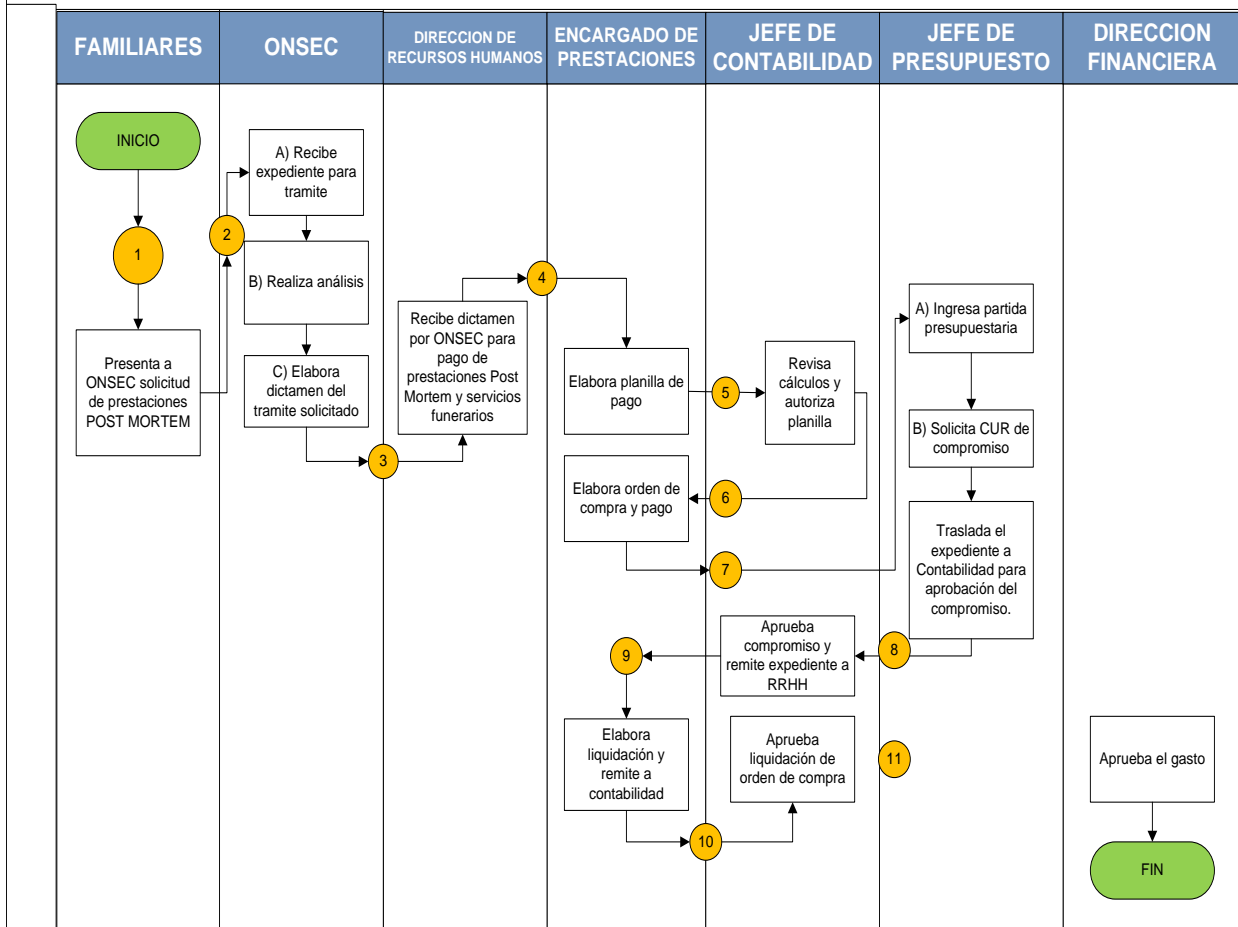 FAMILIARES
ONSEC
DIRECCION DE
RECURSOS HUMANOS
ENCARGADO DE
PRESTACIONES
JEFE DE
CONTABILIDAD
JEFE DE
PRESUPUESTO
DIRECCION
FINANCIERA
INICIO
1
Presenta a
ONSEC solicitud
de prestaciones
POST MORTEM
2
A) Recibe
expediente para
tramite
B) Realiza análisis
C) Elabora
dictamen del
tramite solicitado
3
Recibe dictamen
por ONSEC para
pago de
prestaciones Post
Mortem y servicios
funerarios
4
Elabora planilla de
pago
5
Revisa
cálculos y
autoriza
planilla
6
Elabora orden de
compra y pago
7
A) Ingresa partida
presupuestaria
B) Solicita CUR de
compromiso
Traslada el
expediente a
Contabilidad para
aprobación del
compromiso.
8
Aprueba
compromiso y
remite expediente a
RRHH
9
Elabora
liquidación y
remite a
contabilidad
10
Aprueba
liquidación de
orden de compra
11
Aprueba el gasto
FIN